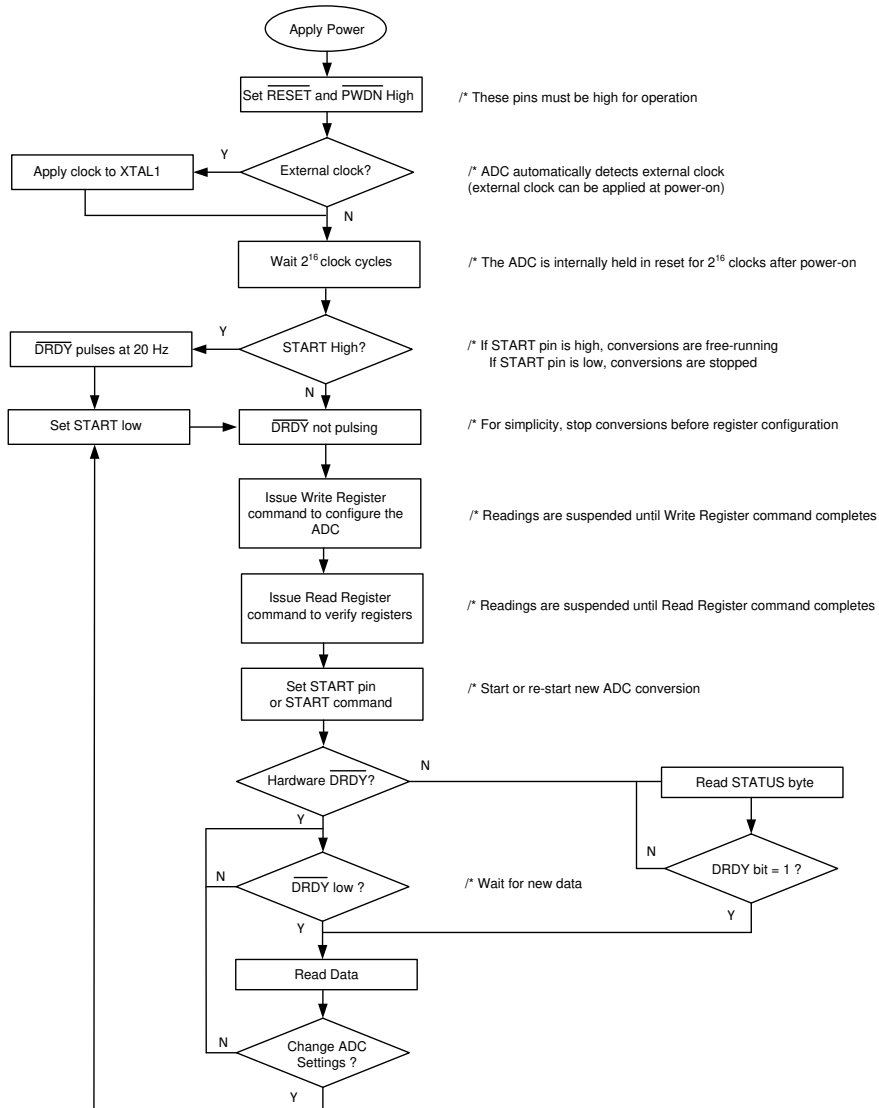 Apply Power
Set RESET and PWDN High
/* These pins must be high for operation
Y
Apply clock to XTAL1
External clock?
/* ADC automatically detects external clock
(external clock can be applied at power-on)
N
Wait 2¹⁶ clock cycles
/* The ADC is internally held in reset for 2¹⁶ clocks after power-on
Y
DRDY pulses at 20 Hz
START High?
/* If START pin is high, conversions are free-running
If START pin is low, conversions are stopped
N
Set START low
DRDY not pulsing
/* For simplicity, stop conversions before register configuration
Issue Write Register
command to configure the
ADC
/* Readings are suspended until Write Register command completes
Issue Read Register
command to verify registers
/* Readings are suspended until Read Register command completes
Set START pin
or START command
/* Start or re-start new ADC conversion
Hardware DRDY?
N
Read STATUS byte
Y
N
DRDY bit = 1 ?
N
DRDY low ?
/* Wait for new data
Y
Y
Read Data
N
Change ADC
Settings ?
Y